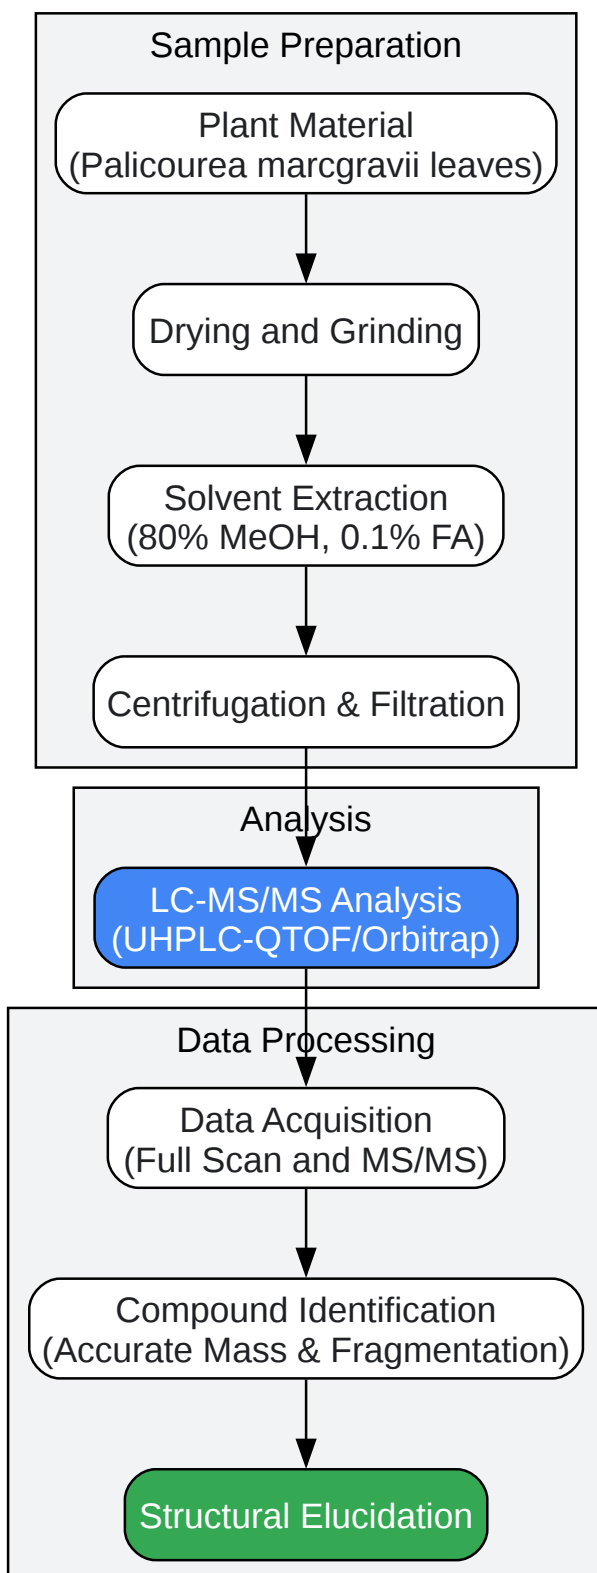 Sample Preparation
Plant Material
(Palicourea marcgravii leaves)
Drying and Grinding
Solvent Extraction
(80% MeOH, 0.1% FA)
Centrifugation & Filtration
Analysis
LC-MS/MS Analysis
(UHPLC-QTOF/Orbitrap)
Data Processing
Data Acquisition
(Full Scan and MS/MS)
Compound Identification
(Accurate Mass & Fragmentation)
Structural Elucidation